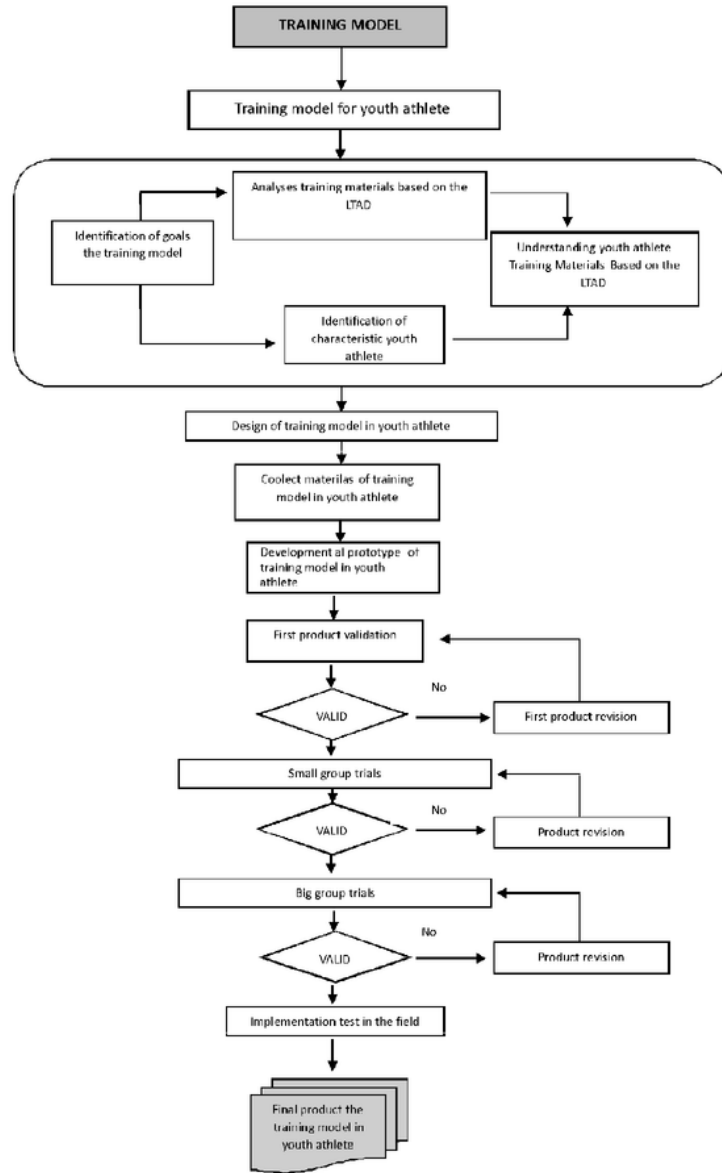 TRAINING MODEL
Training model for youth athlete
Analyses training materials based on the
LTAD
Identification of goals
the training model
Understanding youth athlete
Training Materials Based on the
LTAD
Identification of
characteristic youth
athlete
Design of training model in youth athlete
Coolect materilas of training
model in youth athlete
Development al prototype of
training model in youth
athlete
First product validation
No
VALID
First product revision
Small group trials
No
VALID
Product revision
Big group trials
No
VALID
Product revision
Implementation test in the field
Final product the
training model in
youth athlete